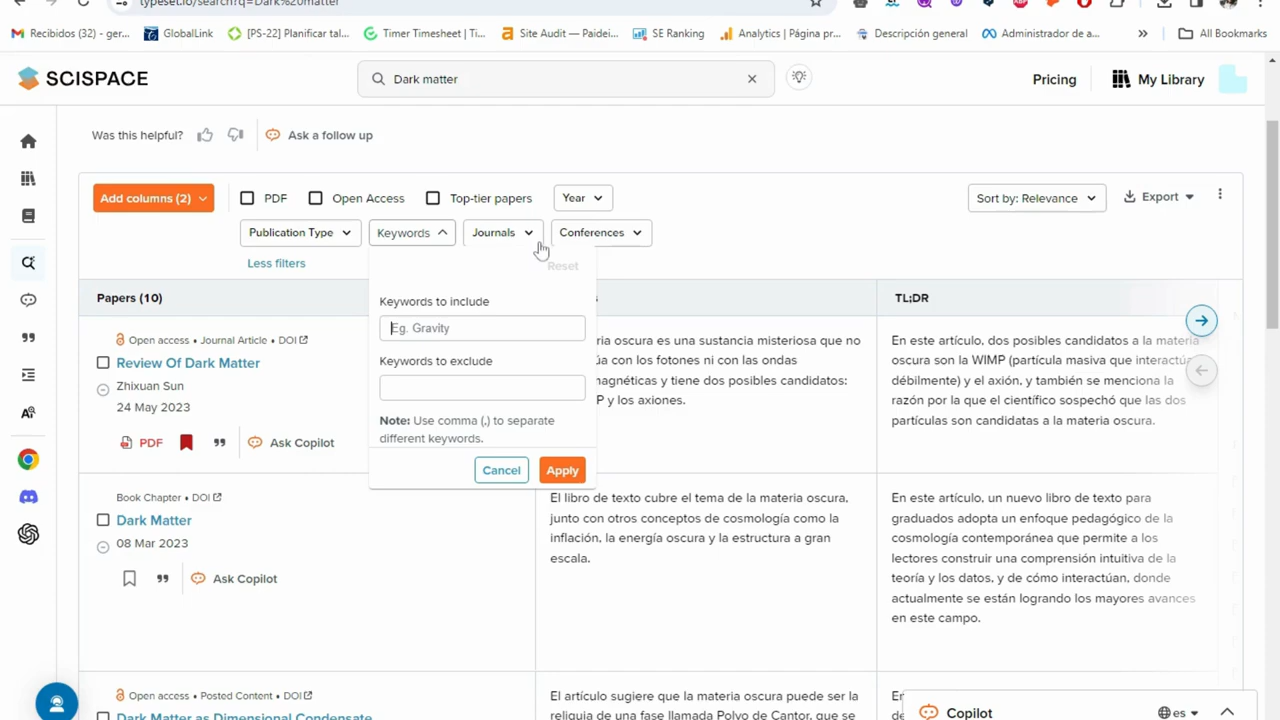 typeset.io/search?q=Dark%20matter
Recibidos (32) - ger...
GlobalLink
[PS-22] Planificar tal...
Timer Timesheet | Ti...
Site Audit — Paidei...
SE Ranking
Analytics | Página pr...
Descripción general
Administrador de a...
All Bookmarks
SCISPACE
Dark matter
Pricing
My Library
Was this helpful?
Ask a follow up
Add columns (2)
PDF
Open Access
Top-tier papers
Year
Sort by: Relevance
Export
Publication Type
Keywords
Journals
Conferences
Less filters
Reset
Papers (10)
TL;DR
Keywords to include
Eg. Gravity
Keywords to exclude
Note: Use comma (,) to separate
different keywords.
Cancel
Apply
Open access • Journal Article • DOI
Review Of Dark Matter
Zhixuan Sun
24 May 2023
PDF
Ask Copilot
ria oscura es una sustancia misteriosa que no
úa con los fotones ni con las ondas
magnéticas y tiene dos posibles candidatos:
P y los axiones.
En este artículo, dos posibles candidatos a la materia
oscura son la WIMP (partícula masiva que interactúa
débilmente) y el axión, y también se menciona la
razón por la que el científico sospechó que las dos
partículas son candidatas a la materia oscura.
Book Chapter • DOI
Dark Matter
08 Mar 2023
Ask Copilot
El libro de texto cubre el tema de la materia oscura,
junto con otros conceptos de cosmología como la
inflación, la energía oscura y la estructura a gran
escala.
En este artículo, un nuevo libro de texto para
graduados adopta un enfoque pedagógico de la
cosmología contemporánea que permite a los
lectores construir una comprensión intuitiva de la
teoría y los datos, y de cómo interactúan, donde
actualmente se están logrando los mayores avances
en este campo.
Open access • Posted Content • DOI
Dark Matter as Dimensional Condensate
El artículo sugiere que la materia oscura puede ser la
reliquia de una fase llamada Polvo de Cantor, que se
Copilot
es